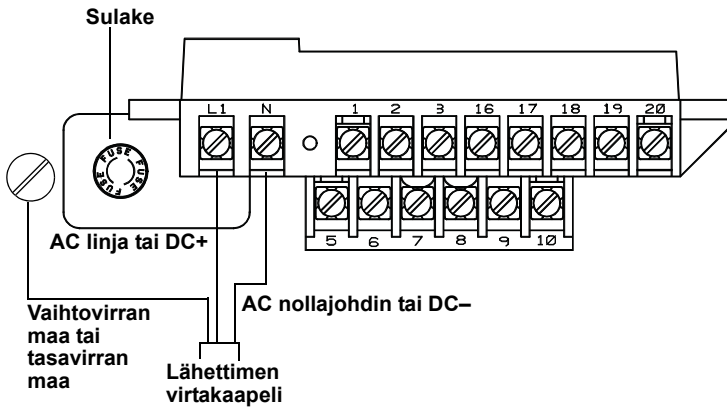 Sulake
L1 N 1 2 3 16 17 18 19 20
FUSE FUSE FUSE
5 6 7 8 9 10
AC linja tai DC+
AC nollajohdin tai DC–
Vaihtovirran
maa tai
tasavirran
maa
Lähettimen
virtakaapeli